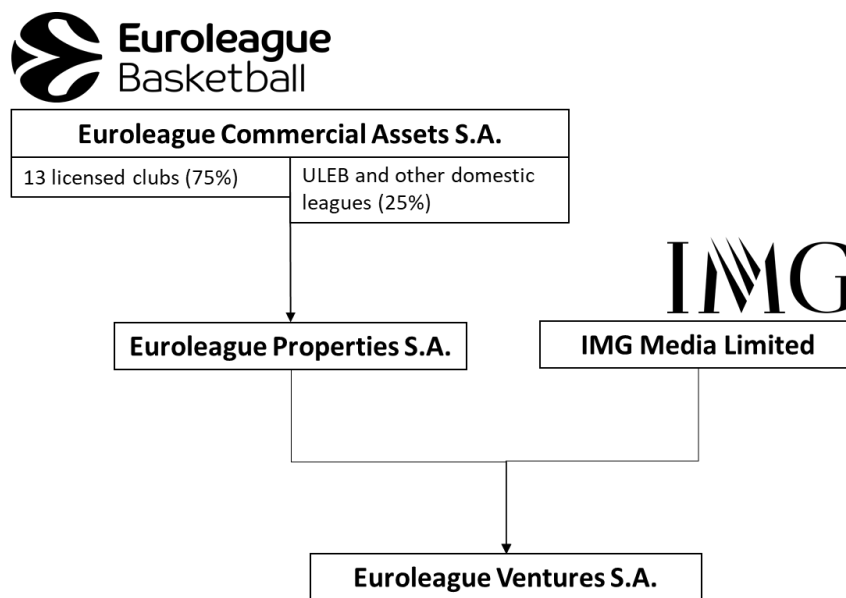 Euroleague
Basketball
Euroleague Commercial Assets S.A.
13 licensed clubs (75%)
ULEB and other domestic
leagues (25%)
IMG
Euroleague Properties S.A.
IMG Media Limited
Euroleague Ventures S.A.